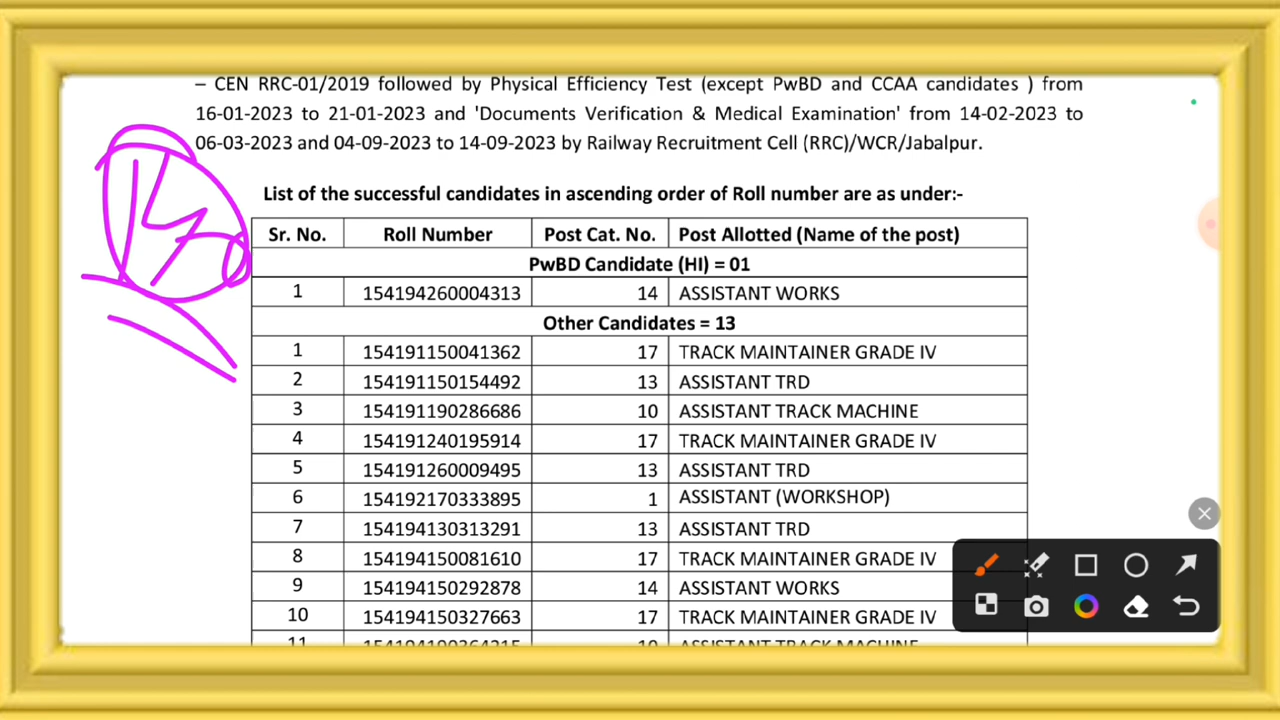 – CEN RRC-01/2019 followed by Physical Efficiency Test (except PwBD and CCAA candidates ) from
16-01-2023 to 21-01-2023 and 'Documents Verification & Medical Examination' from 14-02-2023 to
06-03-2023 and 04-09-2023 to 14-09-2023 by Railway Recruitment Cell (RRC)/WCR/Jabalpur.
List of the successful candidates in ascending order of Roll number are as under:-
Sr. No. Roll Number Post Cat. No. Post Allotted (Name of the post)
PwBD Candidate (HI) = 01
1 154194260004313 14 ASSISTANT WORKS
Other Candidates = 13
1 154191150041362 17 TRACK MAINTAINER GRADE IV
2 154191150154492 13 ASSISTANT TRD
3 154191190286686 10 ASSISTANT TRACK MACHINE
4 154191240195914 17 TRACK MAINTAINER GRADE IV
5 154191260009495 13 ASSISTANT TRD
6 154192170333895 1 ASSISTANT (WORKSHOP)
7 154194130313291 13 ASSISTANT TRD
8 154194150081610 17 TRACK MAINTAINER GRADE IV
9 154194150292878 14 ASSISTANT WORKS
10 154194150327663 17 TRACK MAINTAINER GRADE IV
11 ASSISTANT TRACK MACHINE